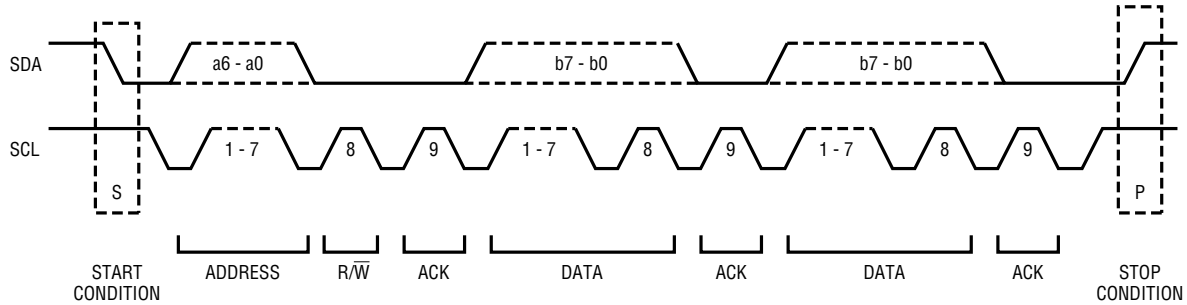 SDA
a6 - a0
b7 - b0
b7 - b0
SCL
1 - 7
8
9
1 - 7
8
9
1 - 7
8
9
S
P
START
CONDITION
ADDRESS
R/W̅
ACK
DATA
ACK
DATA
ACK
STOP
CONDITION